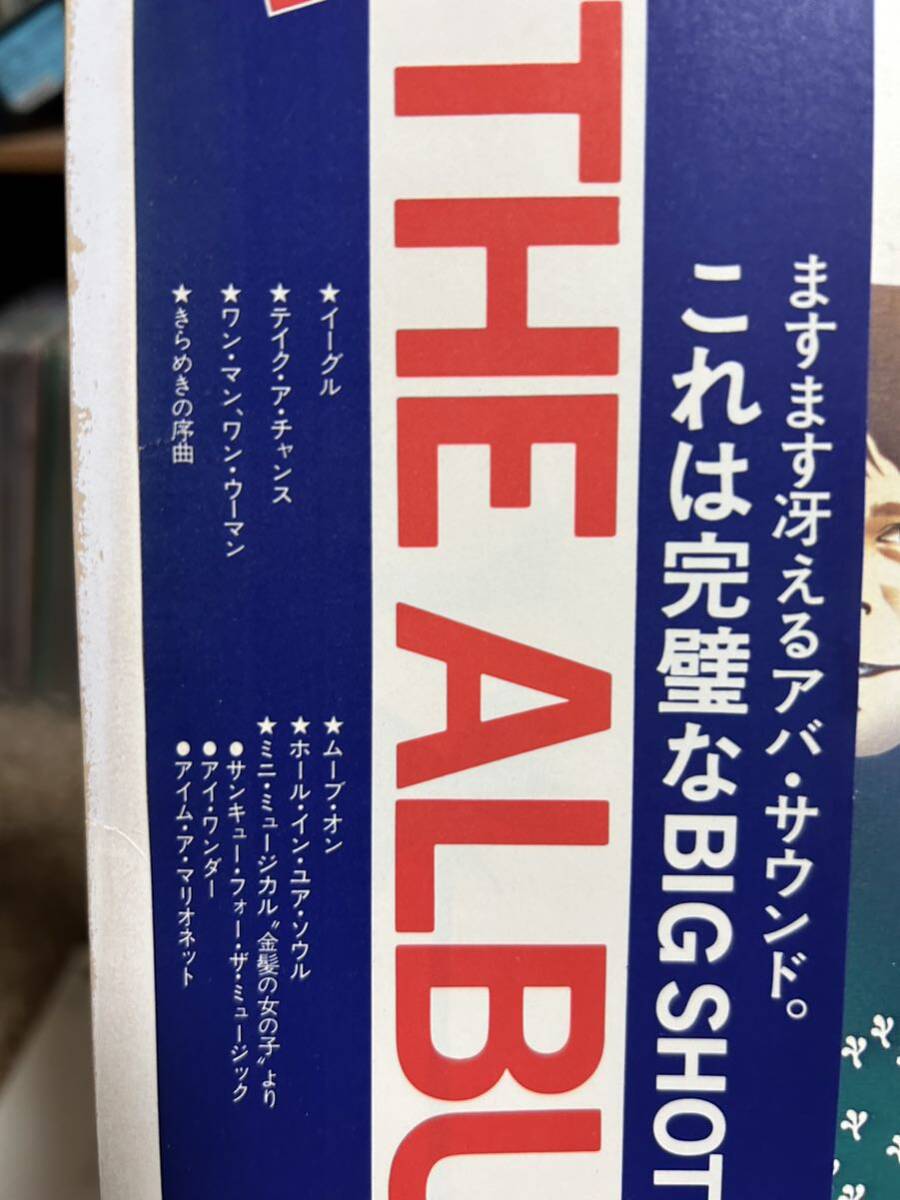 ますます冴えるアバ・サウンド。
これは完璧なBIG SHOT
THE ALBU
★イーグル
★テイク・ア・チャンス
★ワン・マン、ワン・ウーマン
★きらめきの序曲
★ムーブ・オン
★ホール・イン・ユア・ソウル
★ミニ・ミュージカル〝金髪の女の子〟より
●サンキュー・フォー・ザ・ミュージック
●アイ・ワンダー
●アイム・ア・マリオネット